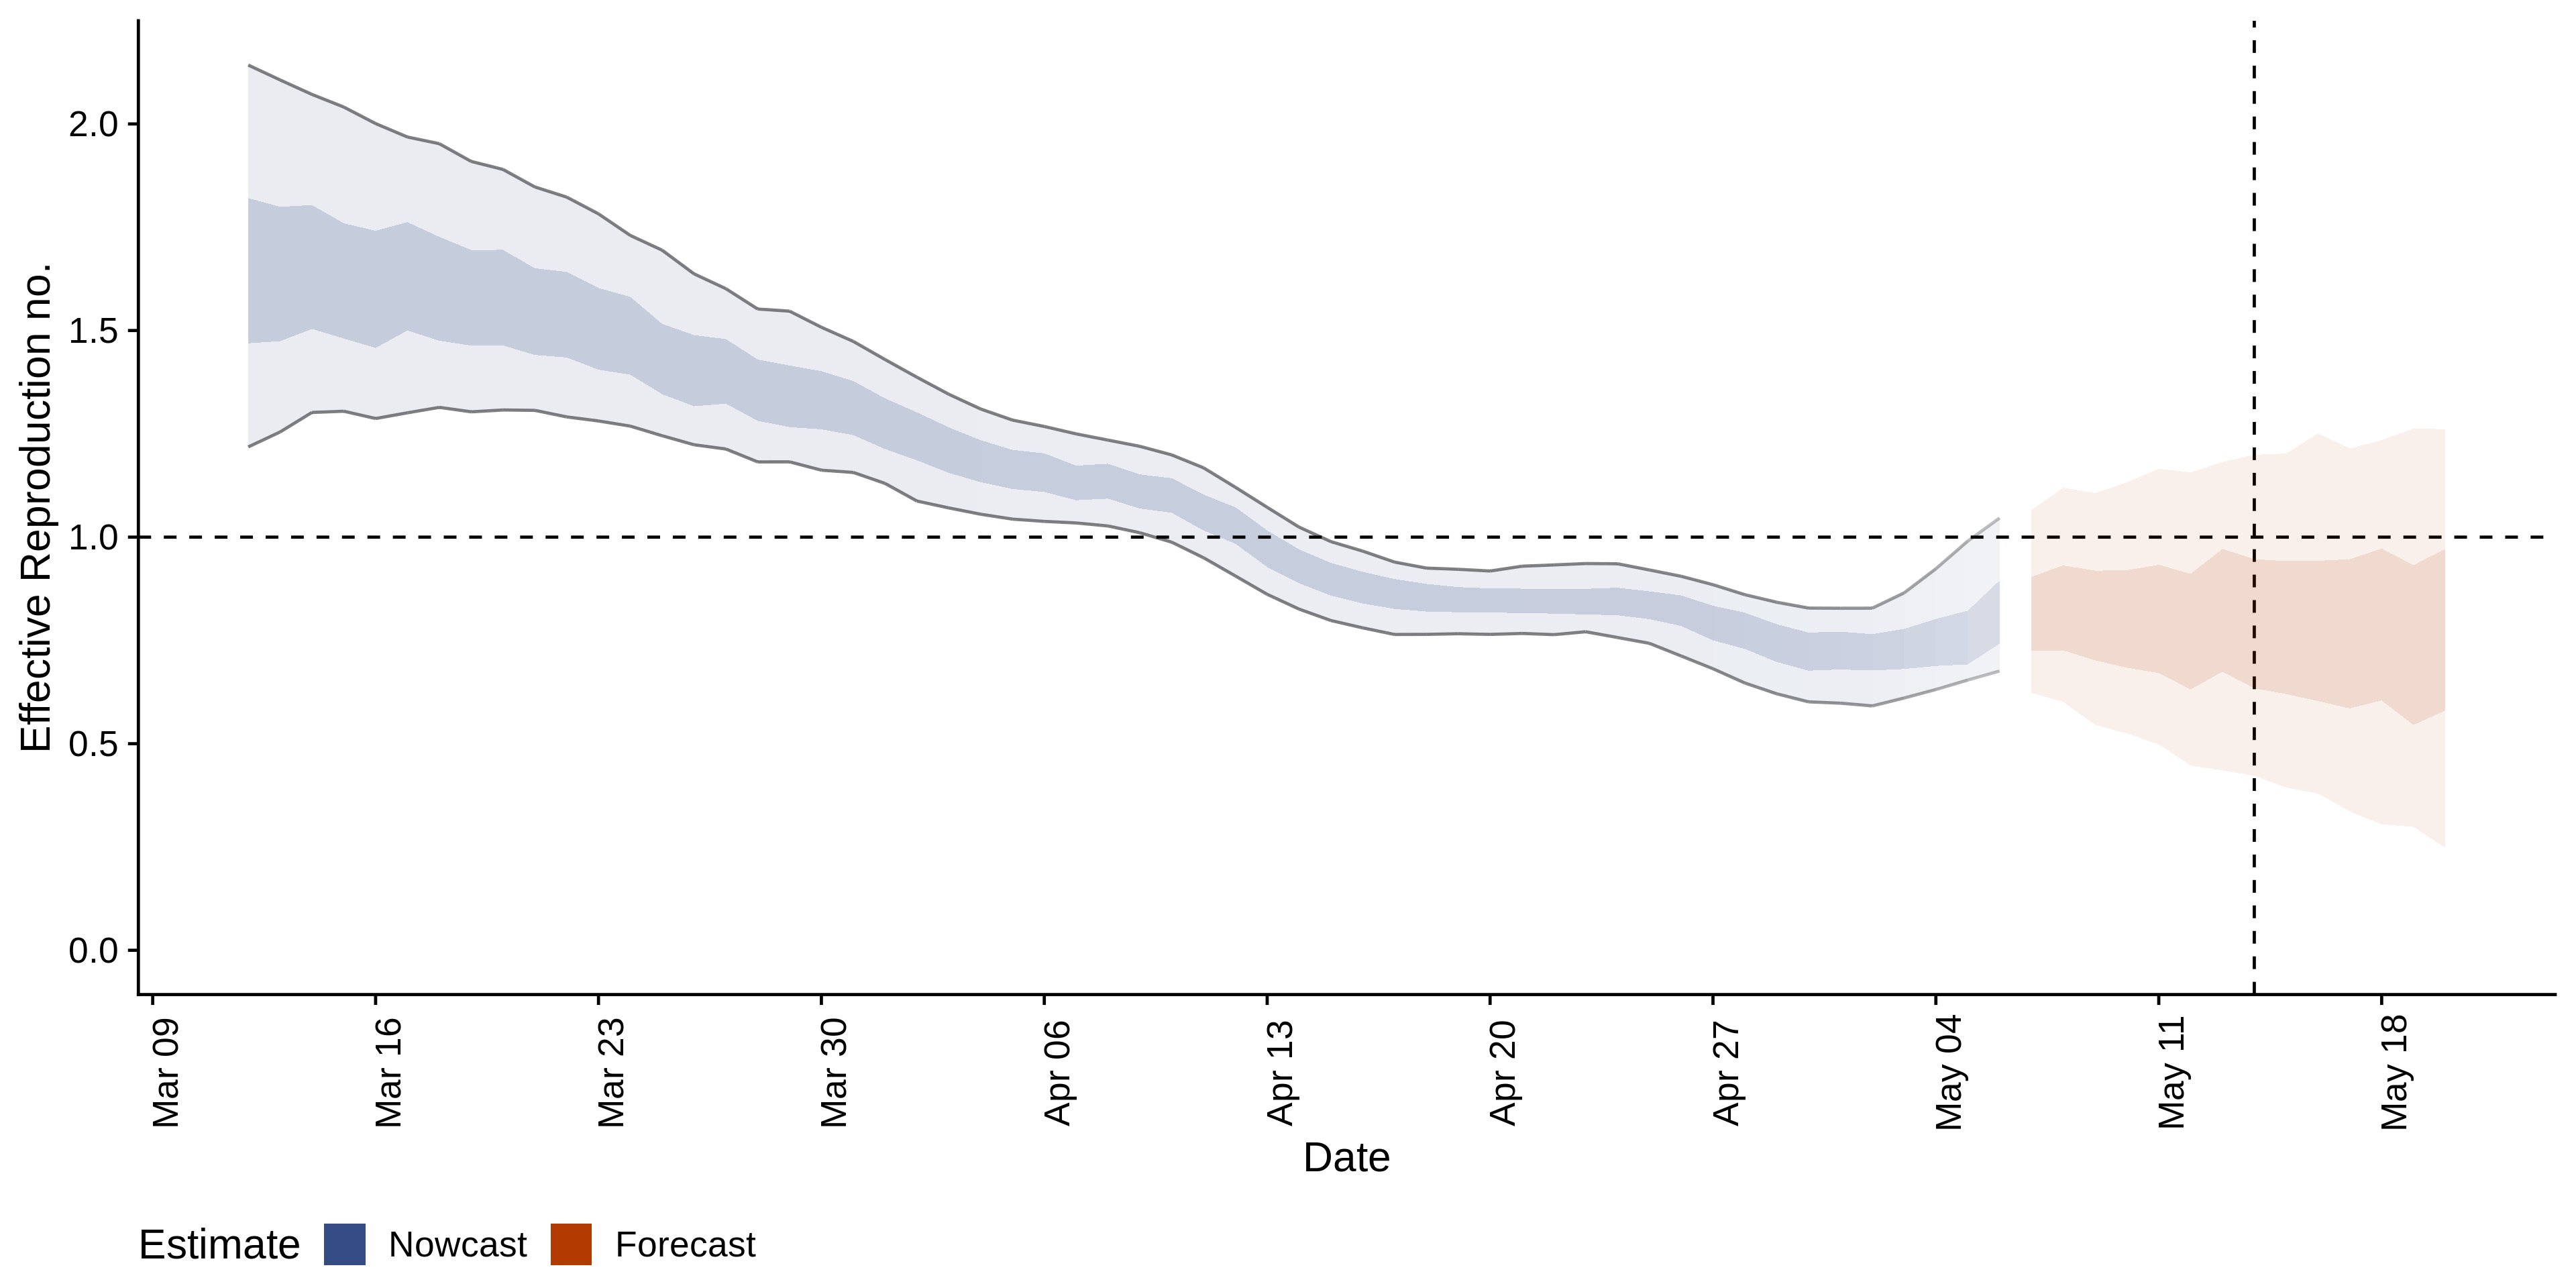 Effective Reproduction no.
2.0
1.5
1.0
0.5
0.0
Mar 09
Mar 16
Mar 23
Mar 30
Apr 06
Apr 13
Apr 20
Apr 27
May 04
May 11
May 18
Date
Estimate Nowcast Forecast